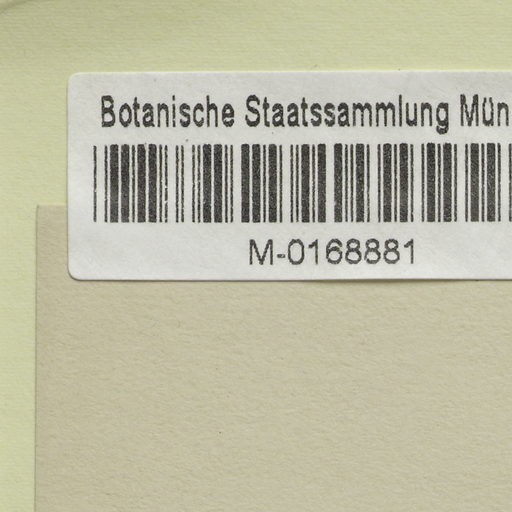 Botanische Staatssammlung Mün
M-0168881